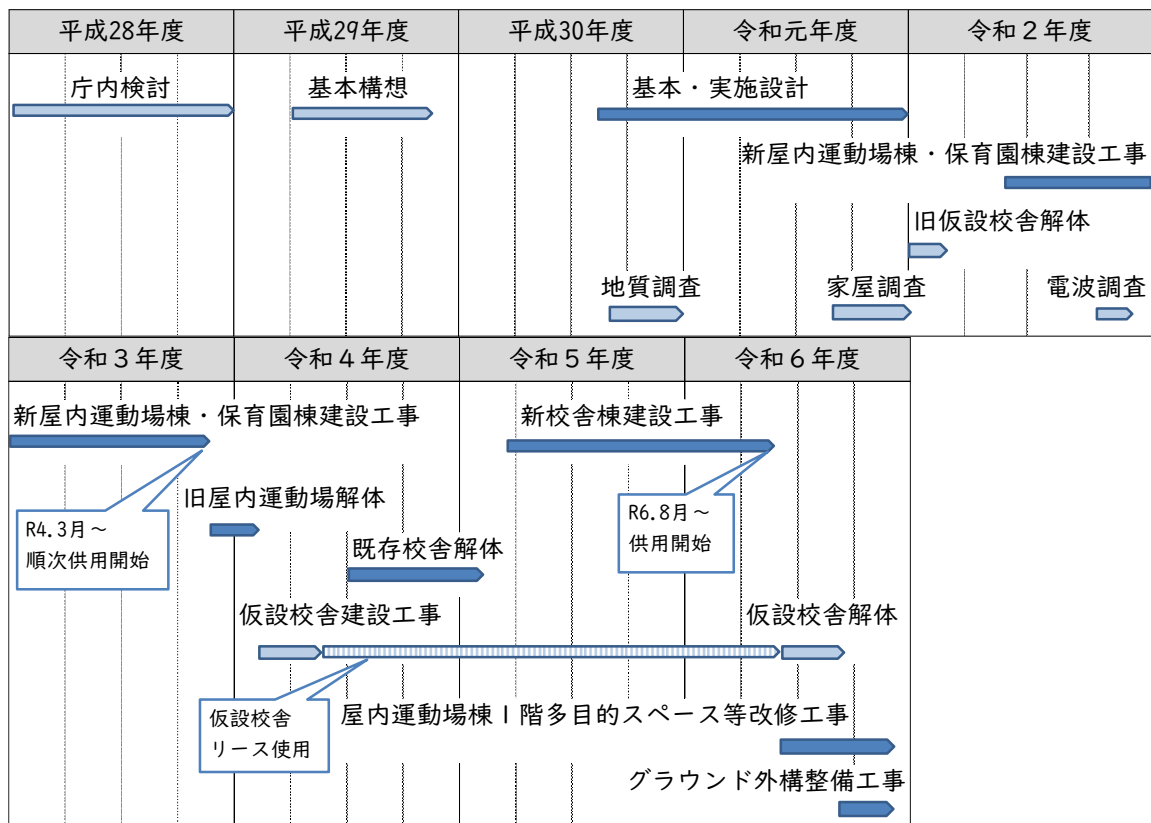 平成28年度
平成29年度
平成30年度
令和元年度
令和２年度
庁内検討
基本構想
基本・実施設計
新屋内運動場棟・保育園棟建設工事
旧仮設校舎解体
地質調査
家屋調査
電波調査
令和３年度
令和４年度
令和５年度
令和６年度
新屋内運動場棟・保育園棟建設工事
新校舎棟建設工事
旧屋内運動場解体
R4.3月～
順次供用開始
R6.8月～
供用開始
既存校舎解体
仮設校舎建設工事
仮設校舎解体
仮設校舎
リース使用
屋内運動場棟１階多目的スペース等改修工事
グラウンド外構整備工事